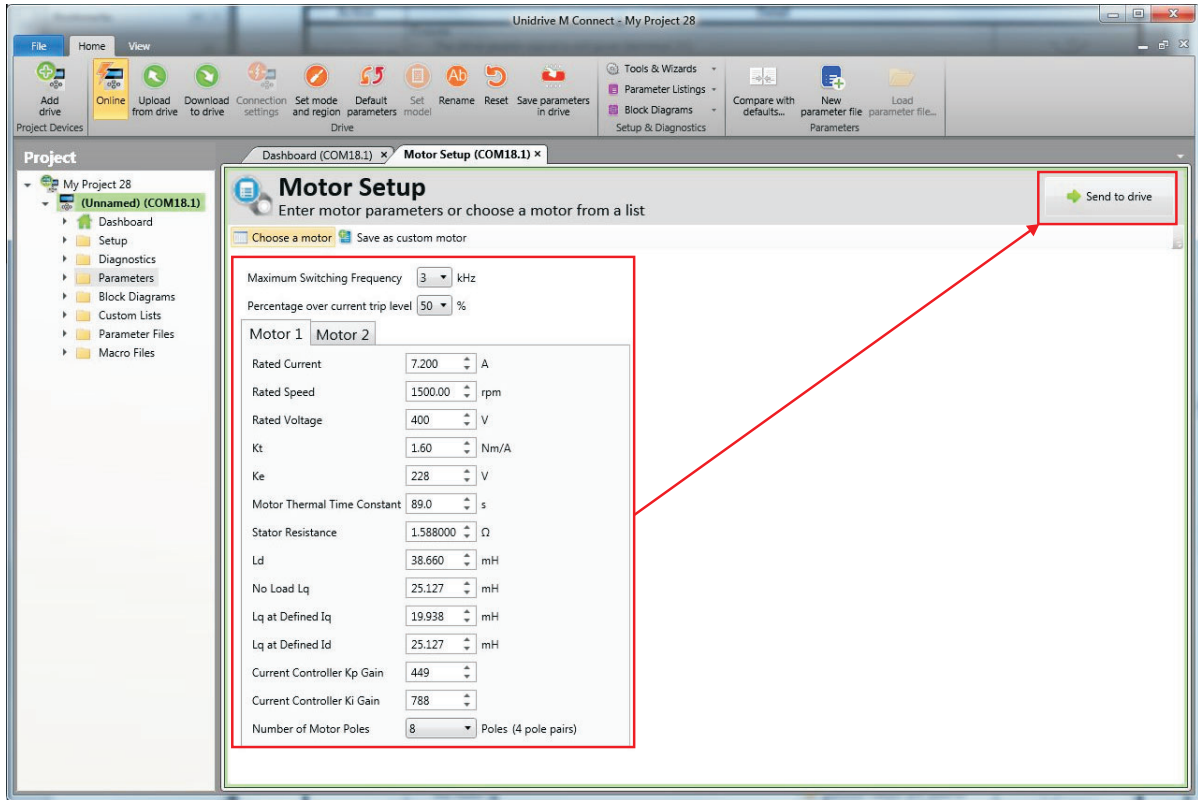 Unidrive M Connect - My Project 28
File Home View
Add drive
Online
Upload from drive
Download to drive
Connection settings
Set mode and region
Default parameters
Set model
Rename
Reset
Save parameters in drive
Tools & Wizards
Parameter Listings
Block Diagrams
Compare with defaults...
New parameter file
Load parameter file...
Project Devices
Drive
Setup & Diagnostics
Parameters
Project
My Project 28
(Unnamed) (COM18.1)
Dashboard
Setup
Diagnostics
Parameters
Block Diagrams
Custom Lists
Parameter Files
Macro Files
Dashboard (COM18.1) × Motor Setup (COM18.1) ×
Motor Setup
Enter motor parameters or choose a motor from a list
Send to drive
Choose a motor Save as custom motor
Maximum Switching Frequency 3 kHz
Percentage over current trip level 50 %
Motor 1 Motor 2
Rated Current 7.200 A
Rated Speed 1500.00 rpm
Rated Voltage 400 V
Kt 1.60 Nm/A
Ke 228 V
Motor Thermal Time Constant 89.0 s
Stator Resistance 1.588000 Ω
Ld 38.660 mH
No Load Lq 25.127 mH
Lq at Defined Iq 19.938 mH
Lq at Defined Id 25.127 mH
Current Controller Kp Gain 449
Current Controller Ki Gain 788
Number of Motor Poles 8 Poles (4 pole pairs)